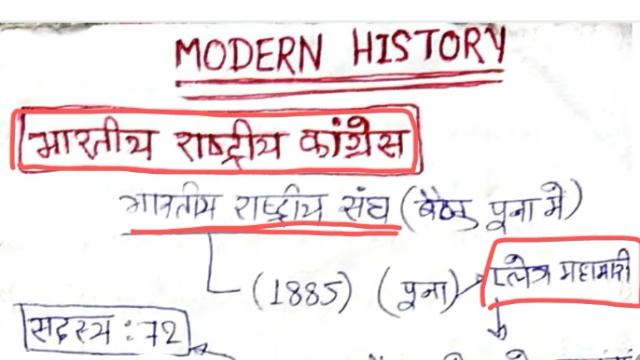 MODERN HISTORY
भारतीय राष्ट्रीय कांग्रेस
भारतीय राष्ट्रीय संघ (बैठक पूना में)
(1885) (पूना) प्लेग महामारी
सदस्य : 72